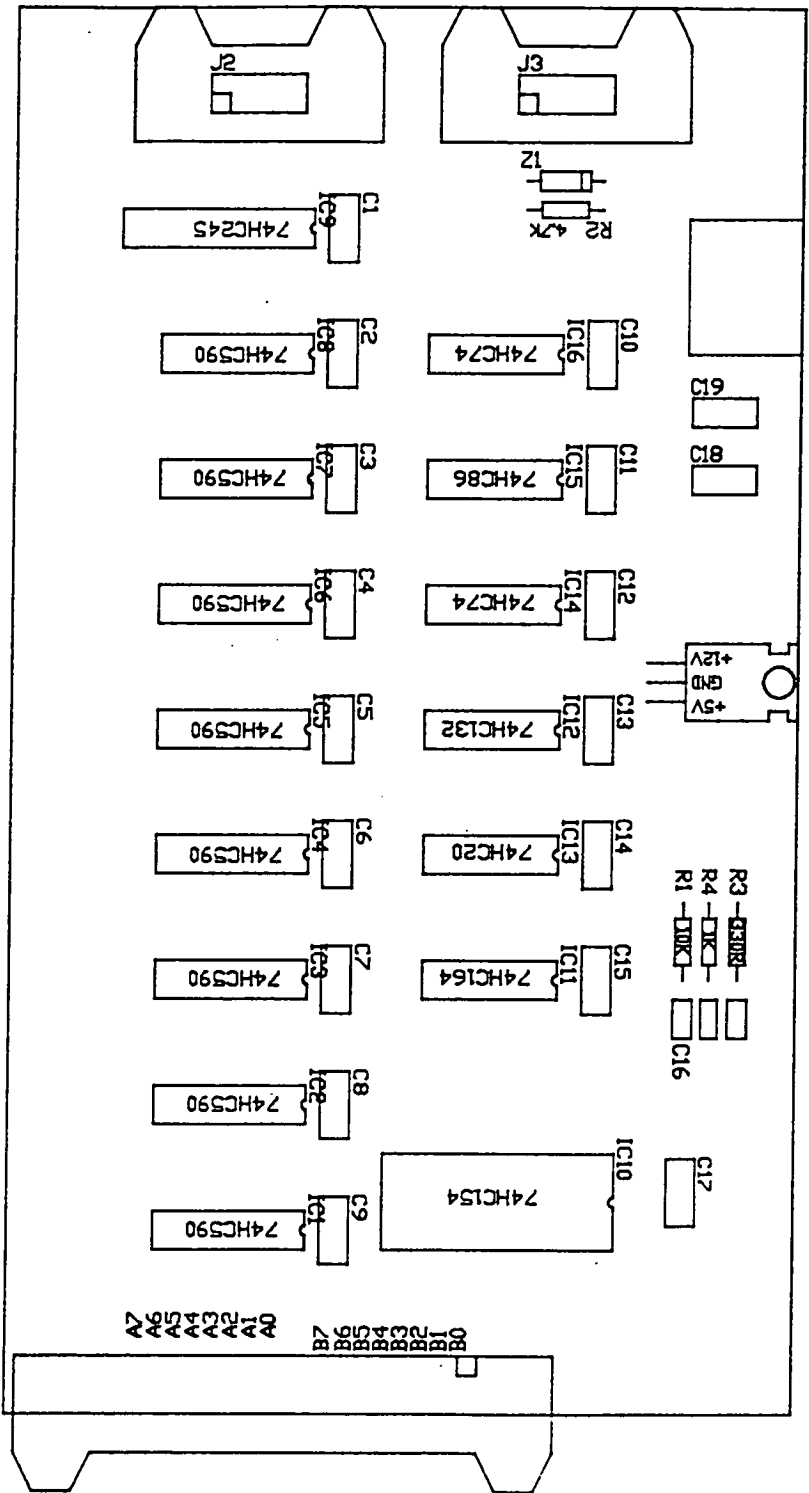 J2
J3
Z1
4.7K R2
74HC245
IC9
C1
74HC590
IC8
C2
74HC74
IC16
C10
C19
74HC590
IC7
C3
74HC86
IC15
C11
C18
74HC590
IC6
C4
74HC74
IC14
C12
+12V
GND
+5V
74HC590
IC5
C5
74HC132
IC12
C13
74HC590
IC4
C6
74HC20
IC13
C14
R1
R4
R3
10K
1K
330R
74HC590
IC3
C7
74HC164
IC11
C15
C16
74HC590
IC2
C8
74HC154
IC10
C17
74HC590
IC1
C9
A7
A6
A5
A4
A3
A2
A1
A0
B7
B6
B5
B4
B3
B2
B1
B0